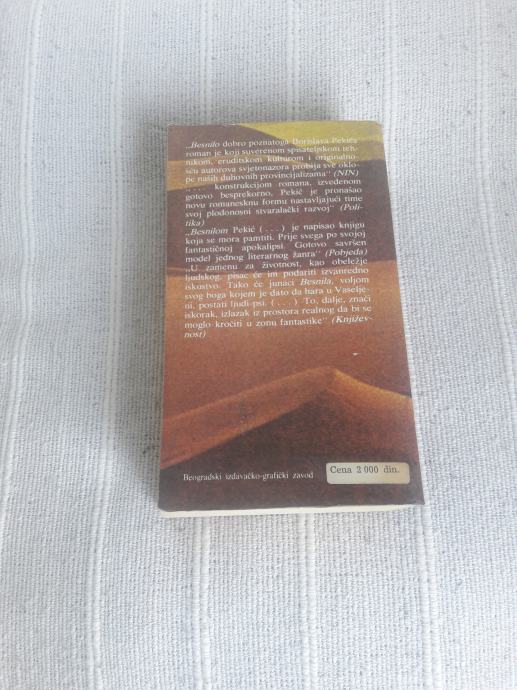 „Besnilo dobro poznatoga Borislava Pekića
roman je koji suverenom spisateljskom teh-
nikom, eruditskom kulturom i originalno-
šću autorova svjetonazora probija sve oklo-
pe naših duhovnih provincijalizama“ (NIN)
„. . . konstrukcijom romana, izvedenom
gotovo besprekorno, Pekić je pronašao
novu romanesknu formu nastavljajući time
svoj plodonosni stvaralački razvoj“ (Poli-
tika)
„Besnilom Pekić (. . .) je napisao knjigu
koja se mora pamtiti. Prije svega po svojoj
fantastičnoj apokalipsi. Gotovo savršen
model jednog literarnog žanra“ (Pobjeda)
„U zamenu za životnost, kao obeležje
ljudskog, pisac će im podariti izvanredno
iskustvo. Tako će junaci Besnila, voljom
svog boga kojem je dato da hara u Vaselje-
ni, postati ljudi-psi. (. . .) To, dalje, znači
iskorak, izlazak iz prostora realnog da bi se
moglo kročiti u zonu fantastike“ (Književ-
nost)
Beogradski izdavačko-grafički zavod
Cena 2 000 din.